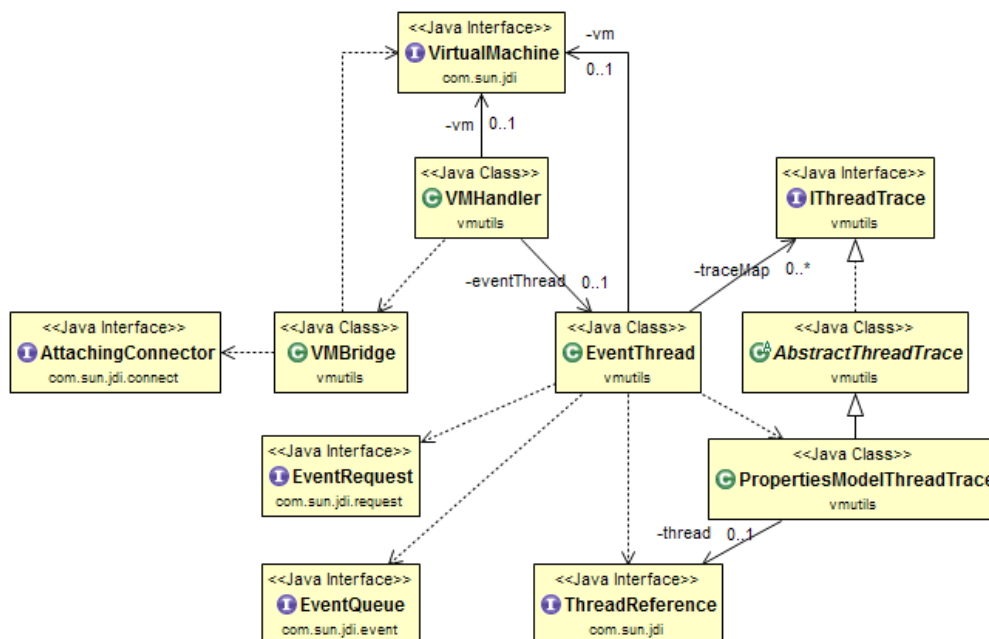 <<Java Interface>>
I VirtualMachine
com.sun.jdi
-vm
0..1
-vm 0..1
<<Java Class>>
C VMHandler
vmutils
<<Java Interface>>
I IThreadTrace
vmutils
-eventThread 0..1
-traceMap 0..*
<<Java Interface>>
I AttachingConnector
com.sun.jdi.connect
<<Java Class>>
C VMBridge
vmutils
<<Java Class>>
C EventThread
vmutils
<<Java Class>>
C A AbstractThreadTrace
vmutils
<<Java Interface>>
I EventRequest
com.sun.jdi.request
<<Java Class>>
C PropertiesModelThreadTrace
vmutils
-thread 0..1
<<Java Interface>>
I EventQueue
com.sun.jdi.event
<<Java Interface>>
I ThreadReference
com.sun.jdi